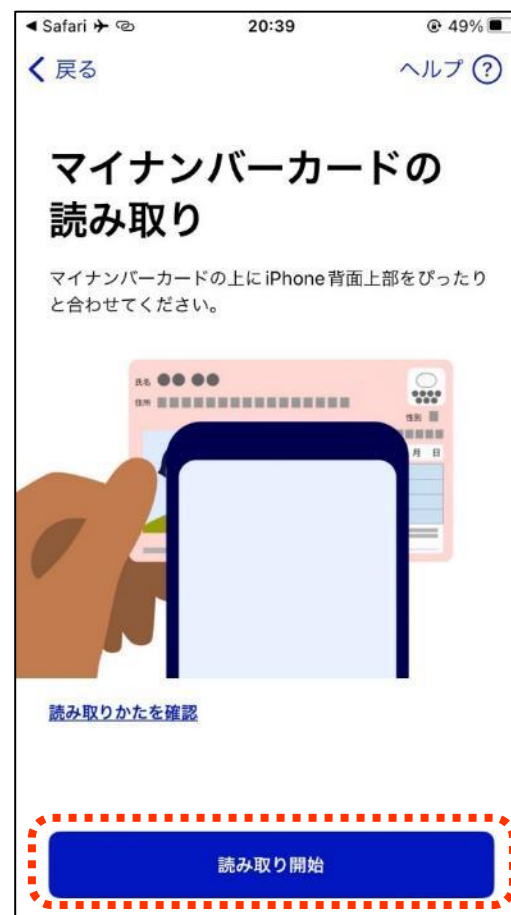 ◀ Safari 20:39 49%
戻る ヘルプ ?
マイナンバーカードの
読み取り
マイナンバーカードの上にiPhone背面上部をぴったり
と合わせてください。
氏名
住所
性別
月 日
読み取りかたを確認
読み取り開始